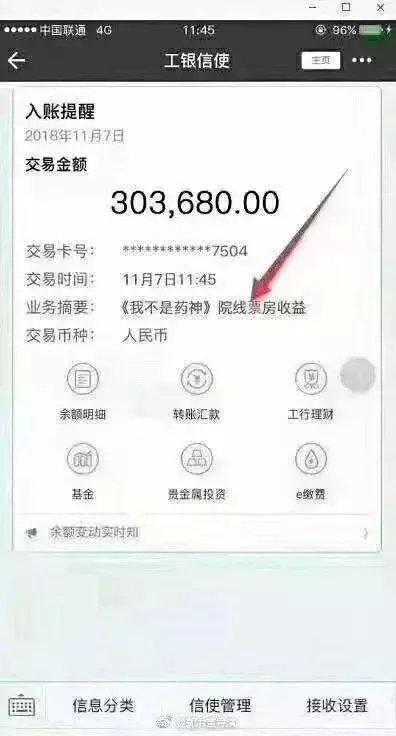 中国联通 4G 11:45 96%
工银信使 主页
入账提醒
2018年11月7日
交易金额
303,680.00
交易卡号： ************7504
交易时间： 11月7日11:45
业务摘要： 《我不是药神》院线票房收益
交易币种： 人民币
余额明细 转账汇款 工行理财
基金 贵金属投资 e缴费
余额变动实时知
信息分类 信使管理 接收设置